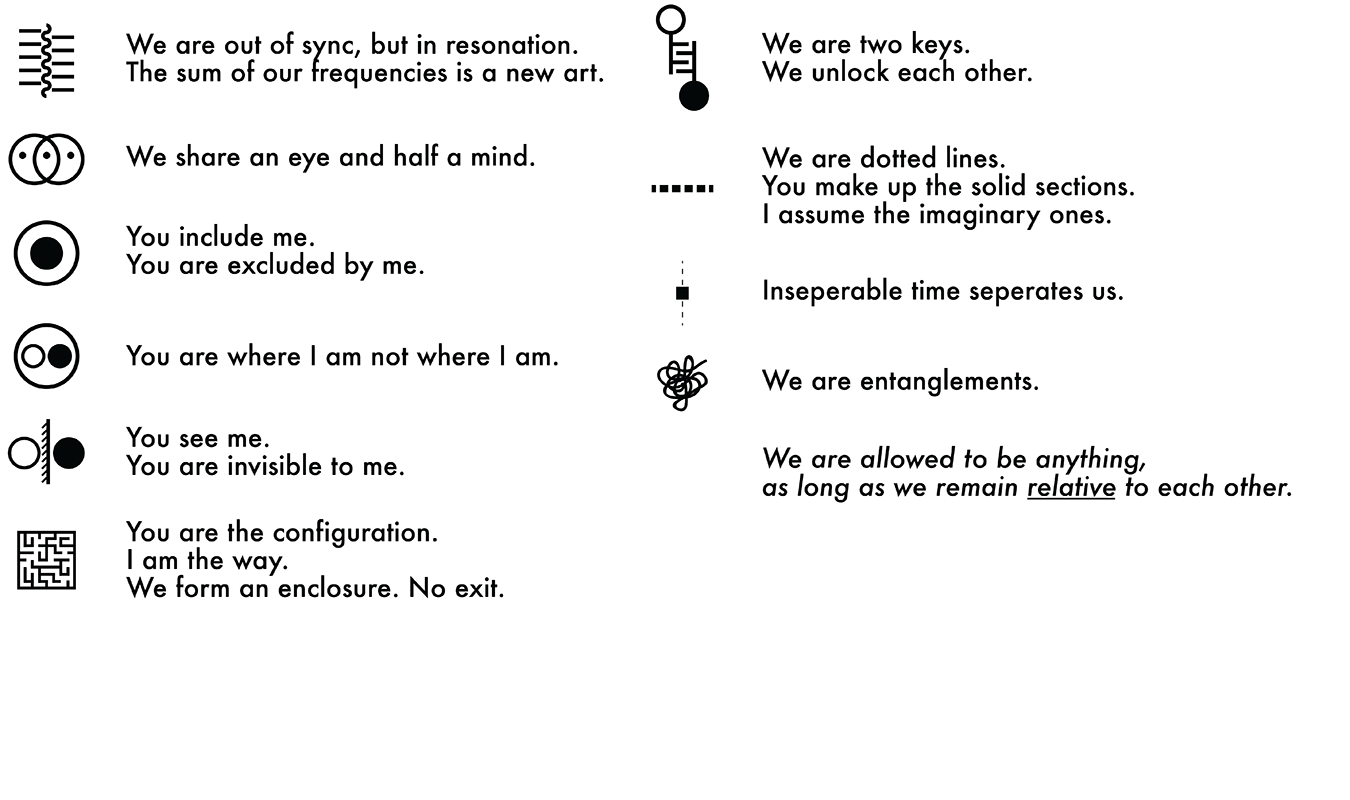 We are out of sync, but in resonation.
The sum of our frequencies is a new art.
We share an eye and half a mind.
You include me.
You are excluded by me.
You are where I am not where I am.
You see me.
You are invisible to me.
You are the configuration.
I am the way.
We form an enclosure. No exit.
We are two keys.
We unlock each other.
We are dotted lines.
You make up the solid sections.
I assume the imaginary ones.
Inseperable time seperates us.
We are entanglements.
We are allowed to be anything,
as long as we remain relative to each other.